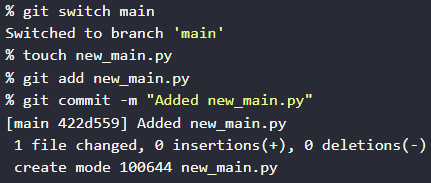 % git switch main
Switched to branch 'main'
% touch new_main.py
% git add new_main.py
% git commit -m "Added new_main.py"
[main 422d559] Added new_main.py
 1 file changed, 0 insertions(+), 0 deletions(-)
 create mode 100644 new_main.py